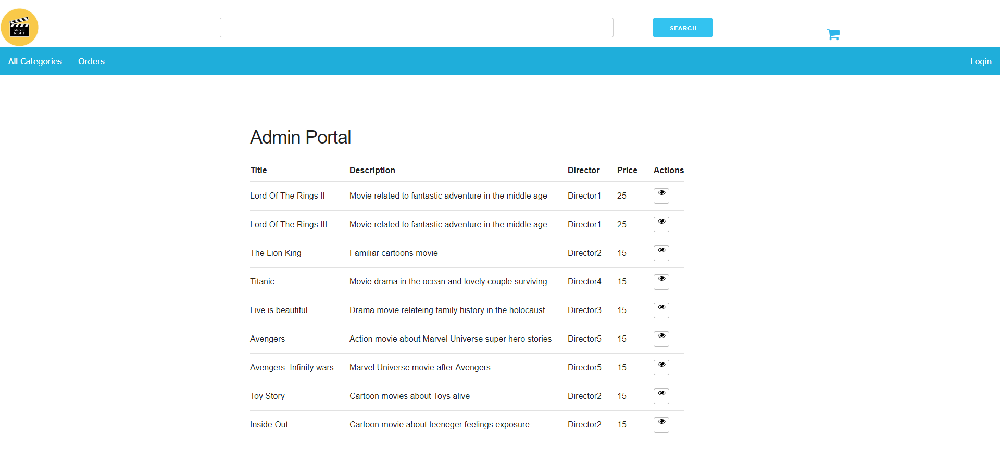 MOVIE
NIGHT
SEARCH
All Categories Orders Login
Admin Portal
Title Description Director Price Actions
Lord Of The Rings II Movie related to fantastic adventure in the middle age Director1 25
Lord Of The Rings III Movie related to fantastic adventure in the middle age Director1 25
The Lion King Familiar cartoons movie Director2 15
Titanic Movie drama in the ocean and lovely couple surviving Director4 15
Live is beautiful Drama movie relateing family history in the holocaust Director3 15
Avengers Action movie about Marvel Universe super hero stories Director5 15
Avengers: Infinity wars Marvel Universe movie after Avengers Director5 15
Toy Story Cartoon movies about Toys alive Director2 15
Inside Out Cartoon movie about teeneger feelings exposure Director2 15